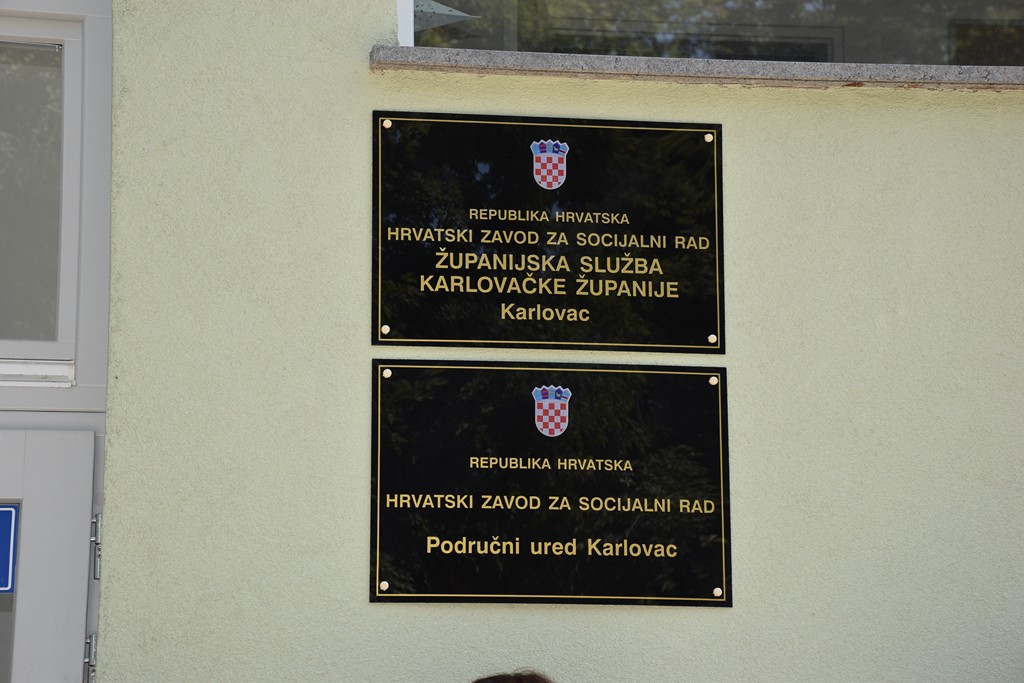 REPUBLIKA HRVATSKA
HRVATSKI ZAVOD ZA SOCIJALNI RAD
ŽUPANIJSKA SLUŽBA
KARLOVAČKE ŽUPANIJE
Karlovac
REPUBLIKA HRVATSKA
HRVATSKI ZAVOD ZA SOCIJALNI RAD
Područni ured Karlovac